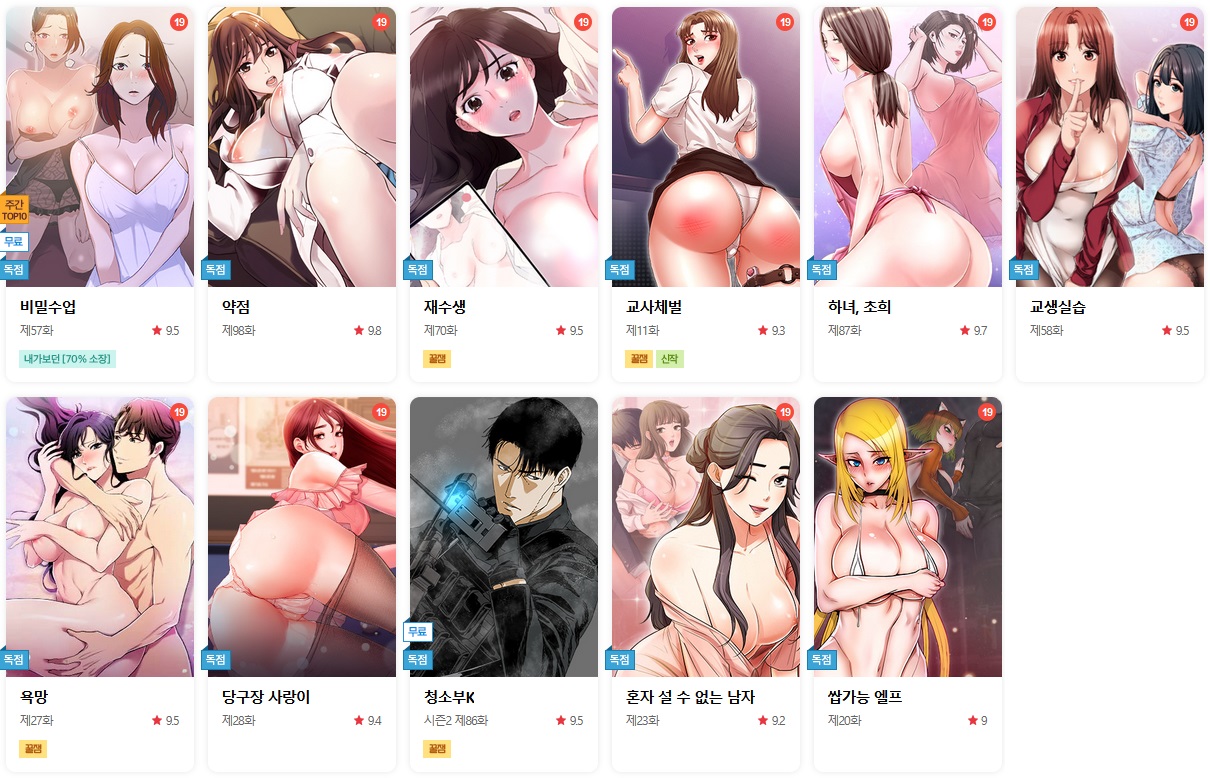 19
19
19
19
19
19
주간
TOP10
무료
독점
독점
독점
독점
독점
독점
비밀수업
제57화
★ 9.5
내가보던 [70% 소장]
약점
제98화
★ 9.8
재수생
제70화
★ 9.5
꿀잼
교사체벌
제11화
★ 9.3
꿀잼
신작
하녀, 초희
제87화
★ 9.7
교생실습
제58화
★ 9.5
19
19
19
19
무료
독점
독점
독점
독점
독점
욕망
제27화
★ 9.5
꿀잼
당구장 사랑이
제28화
★ 9.4
청소부K
시즌2 제86화
★ 9.5
꿀잼
혼자 설 수 없는 남자
제23화
★ 9.2
쌉가능 엘프
제20화
★ 9